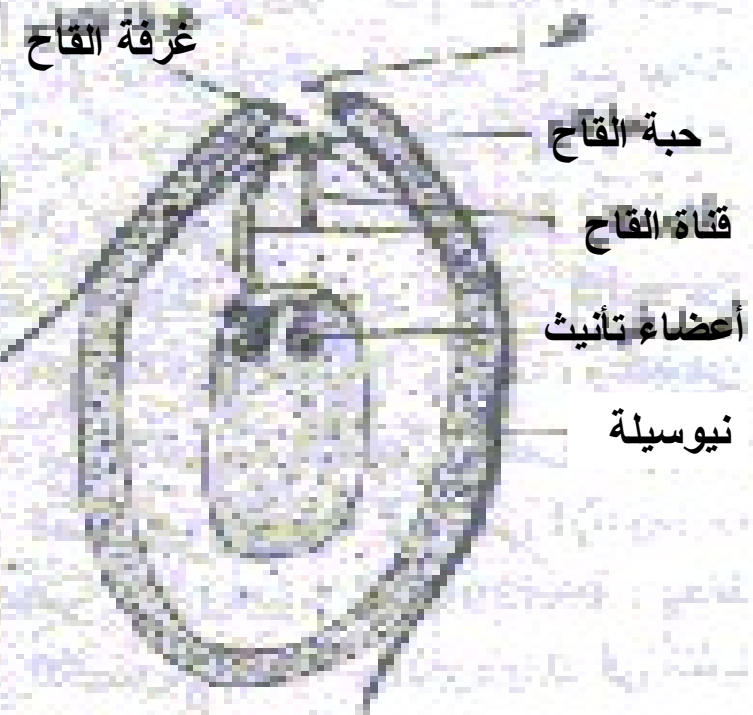 غرفة القاح
حبة القاح
قناة القاح
أعضاء تأنيث
نيوسيلة